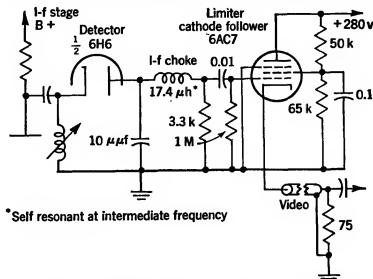 I-f stage
B +
Detector
½ 6H6
Limiter
cathode follower
6AC7
+280 v
50 k
I-f choke
17.4 μh*
0.01
3.3 k
1 M
10 μμf
65 k
0.1
Video
75
*Self resonant at intermediate frequency